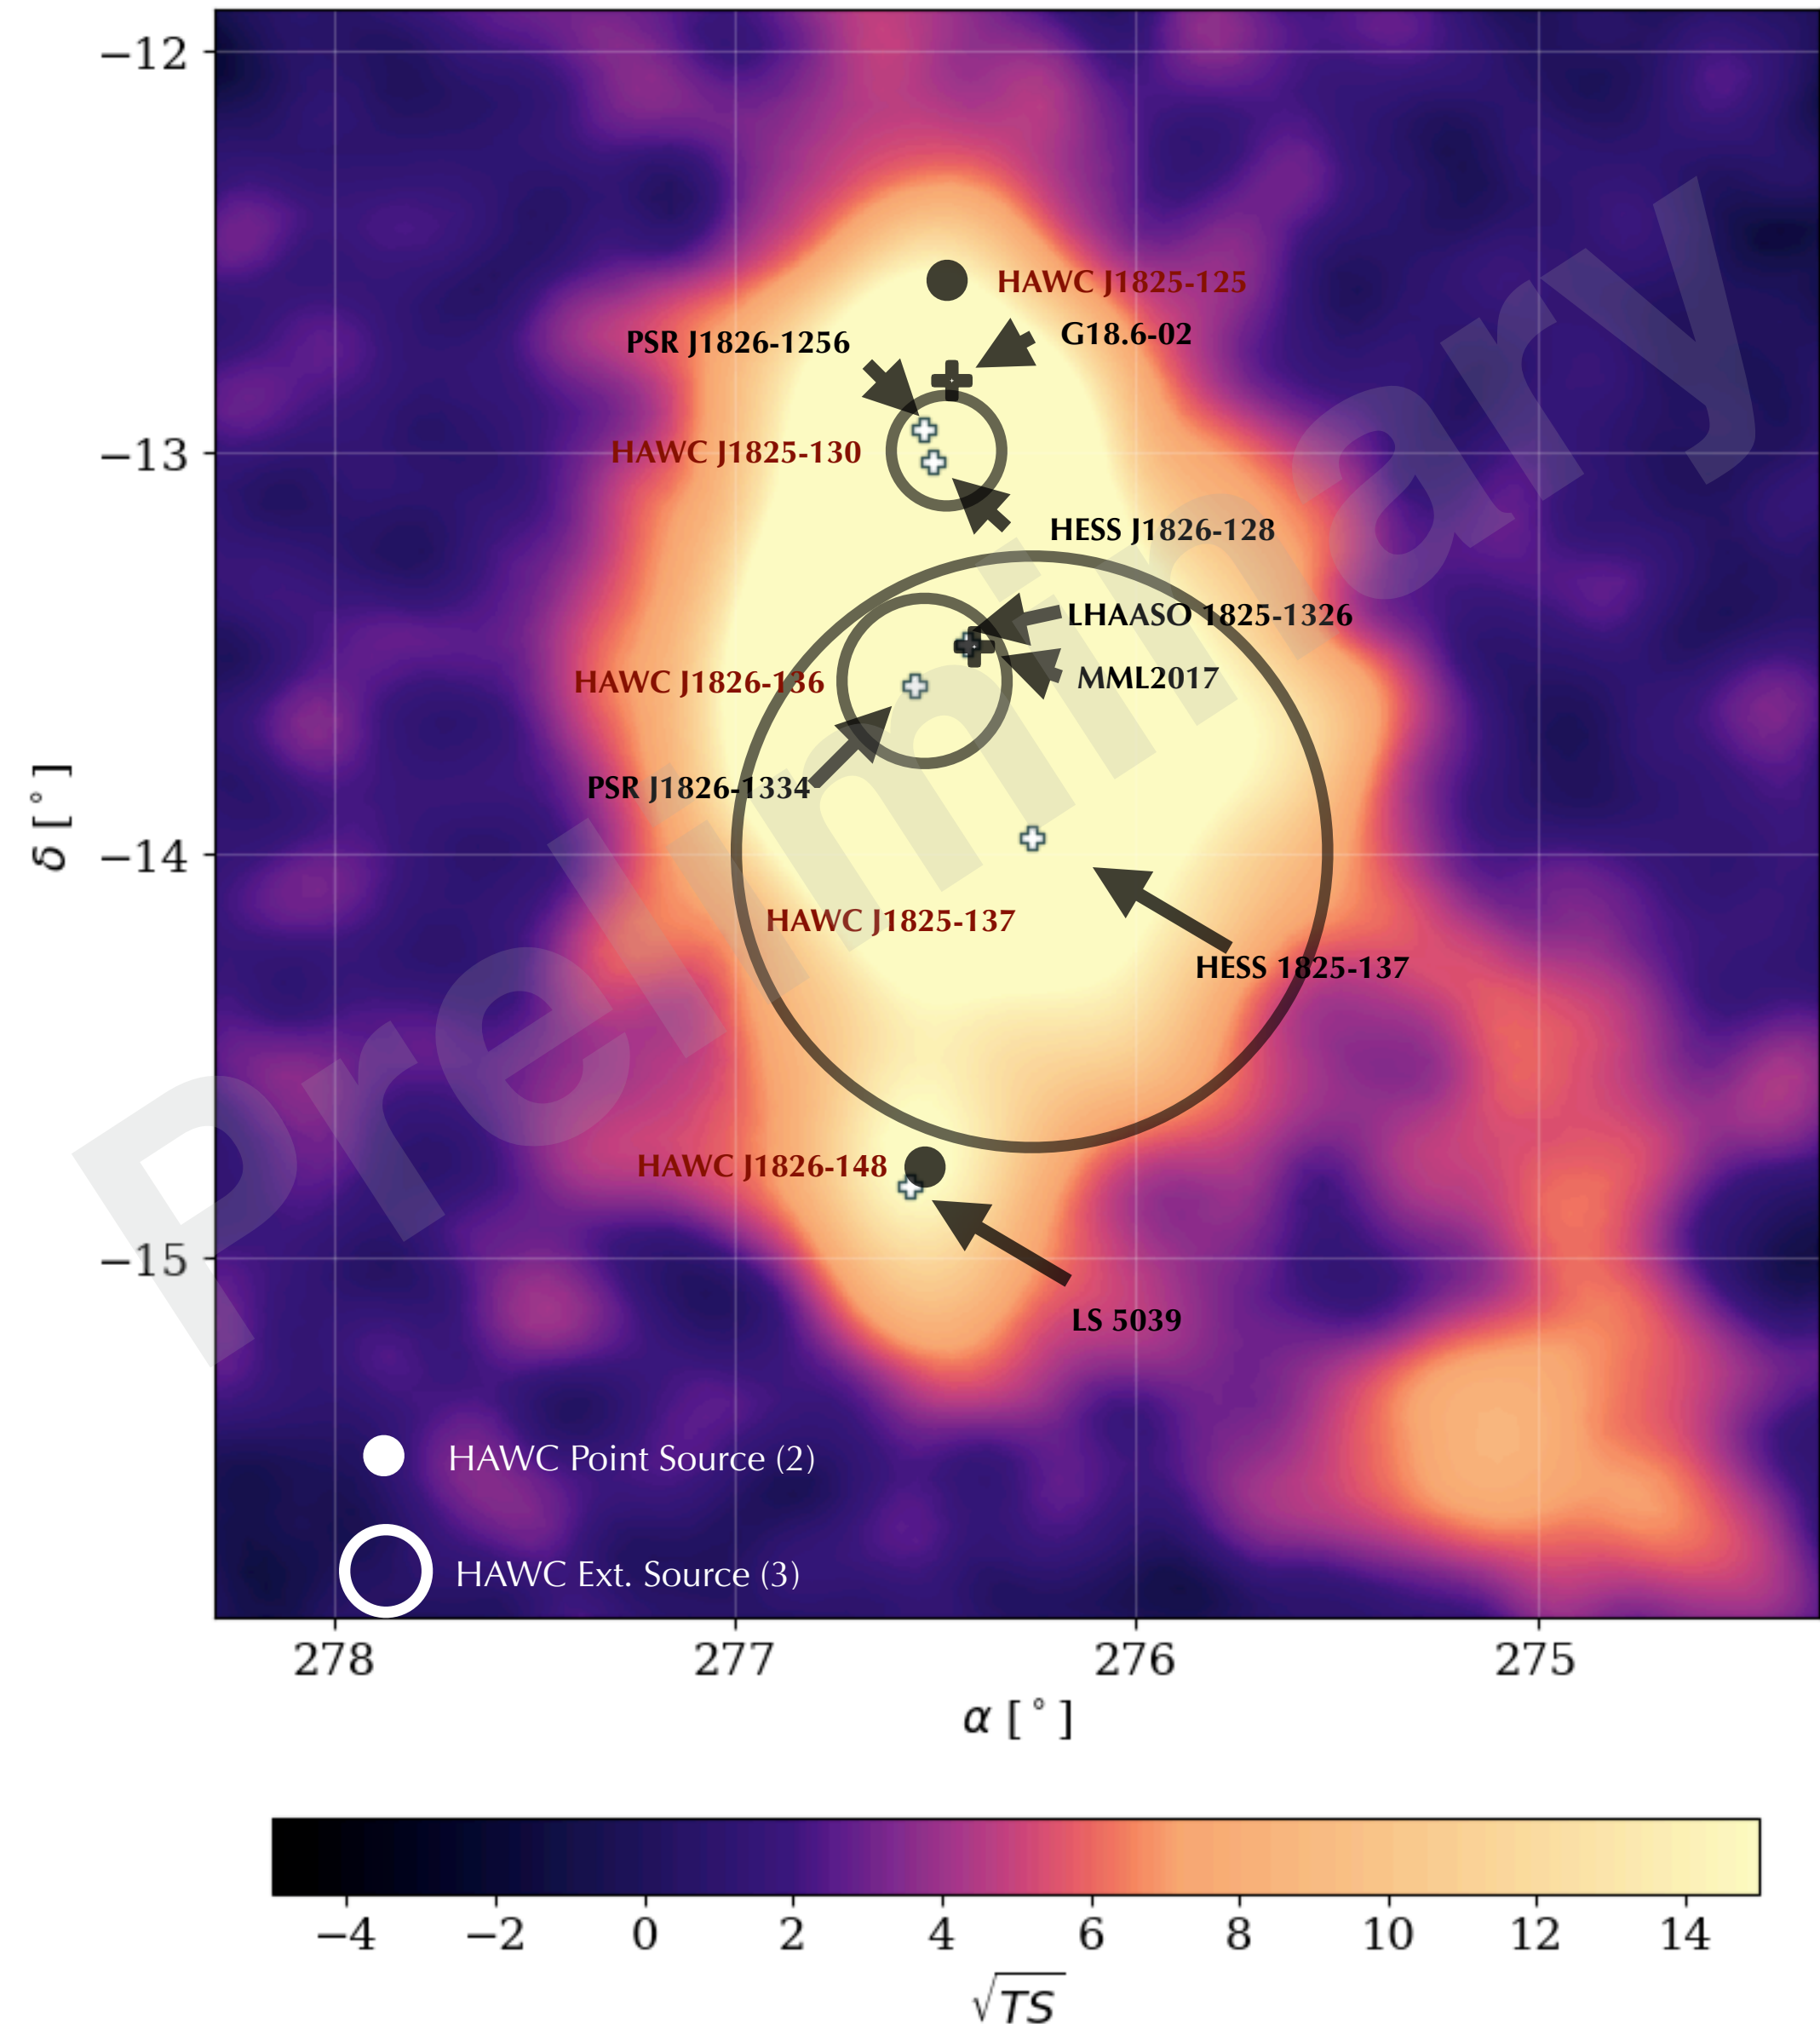 −12
HAWC J1825-125
G18.6-02
PSR J1826-1256
−13
HAWC J1825-130
HESS J1826-128
LHAASO 1825-1326
MML2017
HAWC J1826-136
PSR J1826-1334
δ [°]
−14
HAWC J1825-137
HESS 1825-137
HAWC J1826-148
−15
LS 5039
Preliminary
HAWC Point Source (2)
HAWC Ext. Source (3)
278 277 276 275
α [°]
−4 −2 0 2 4 6 8 10 12 14
√TS